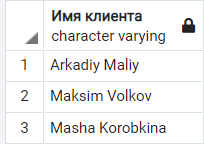 Имя клиента
character varying
1 Arkadiy Maliy
2 Maksim Volkov
3 Masha Korobkina